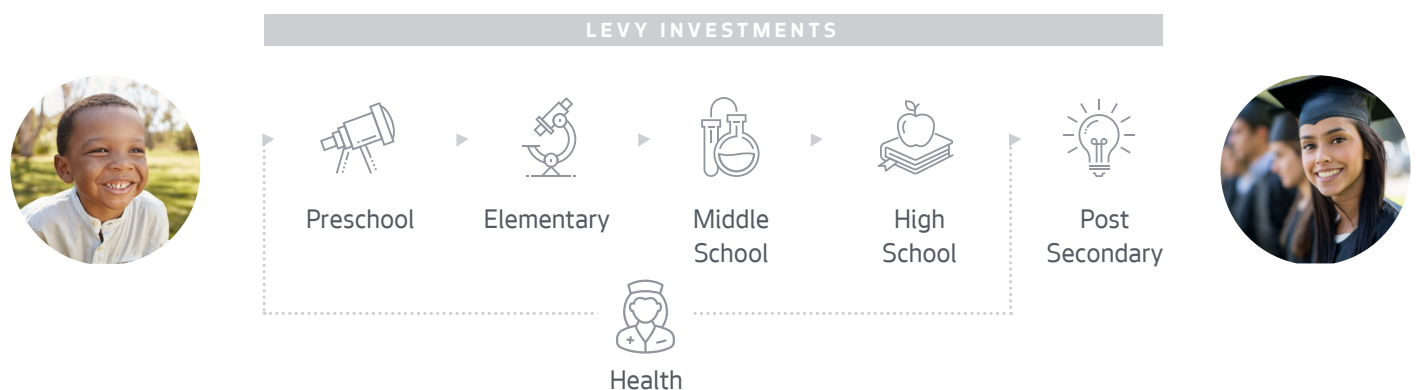 LEVY INVESTMENTS
Preschool
Elementary
Middle
School
High
School
Post
Secondary
Health